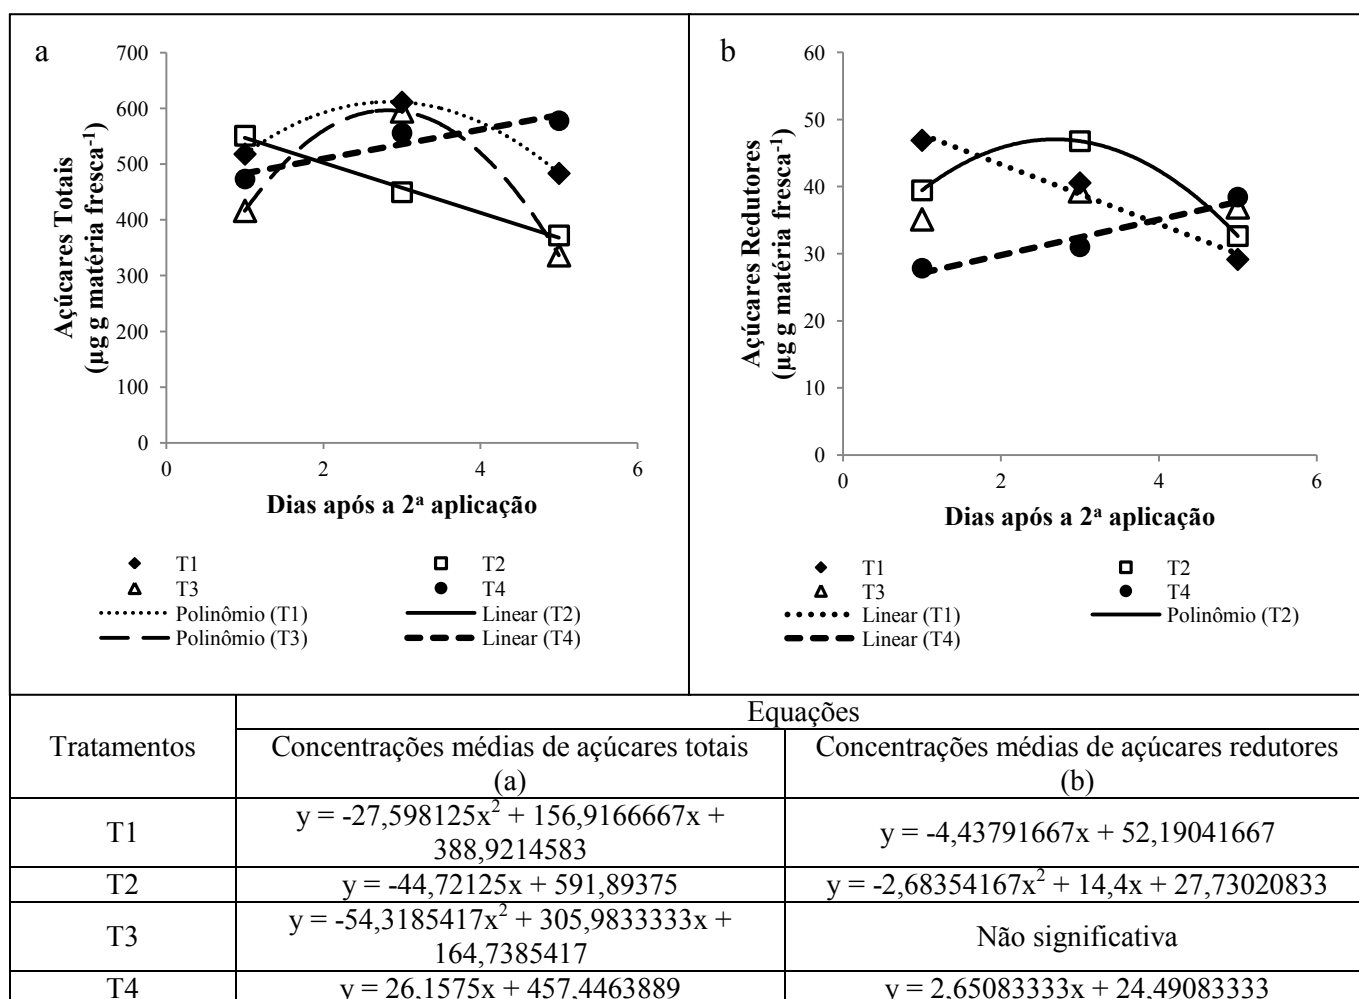 a
700
600
500
400
300
200
100
0
0 2 4 6
Açúcares Totais
(µg g matéria fresca-1)
Dias após a 2ª aplicação
T1 T2
T3 T4
Polinômio (T1) Linear (T2)
Polinômio (T3) Linear (T4)
b
60
50
40
30
20
10
0
0 2 4 6
Açúcares Redutores
(µg g matéria fresca-1)
Dias após a 2ª aplicação
T1 T2
T3 T4
Linear (T1) Polinômio (T2)
Linear (T4)
Tratamentos
Equações
Concentrações médias de açúcares totais
(a)
Concentrações médias de açúcares redutores
(b)
T1
y = -27,598125x² + 156,9166667x +
388,9214583
y = -4,43791667x + 52,19041667
T2
y = -44,72125x + 591,89375
y = -2,68354167x² + 14,4x + 27,73020833
T3
y = -54,3185417x² + 305,9833333x +
164,7385417
Não significativa
T4
y = 26,1575x + 457,4463889
y = 2,65083333x + 24,49083333